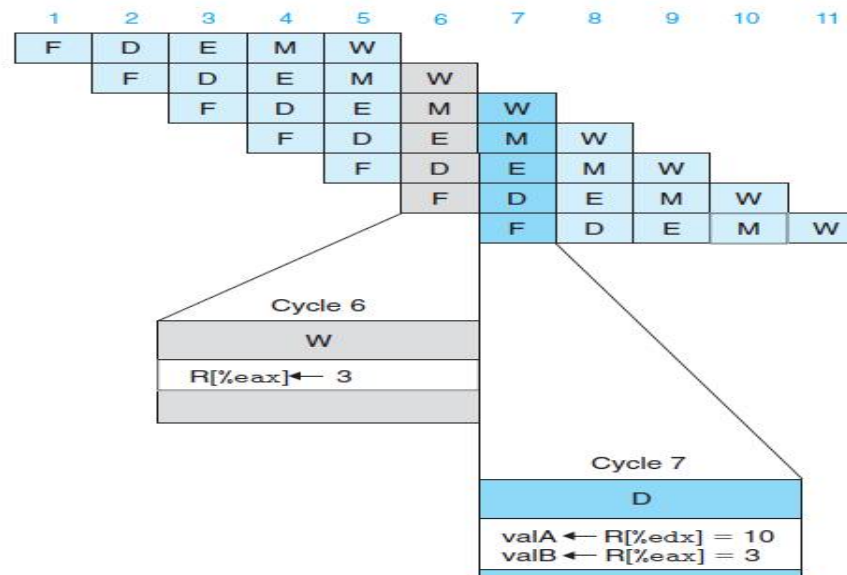 1 2 3 4 5 6 7 8 9 10 11
F D E M W
F D E M W
F D E M W
F D E M W
F D E M W
F D E M W
F D E M W
Cycle 6
W
R[%eax]← 3
Cycle 7
D
valA ← R[%edx] = 10
valB ← R[%eax] = 3